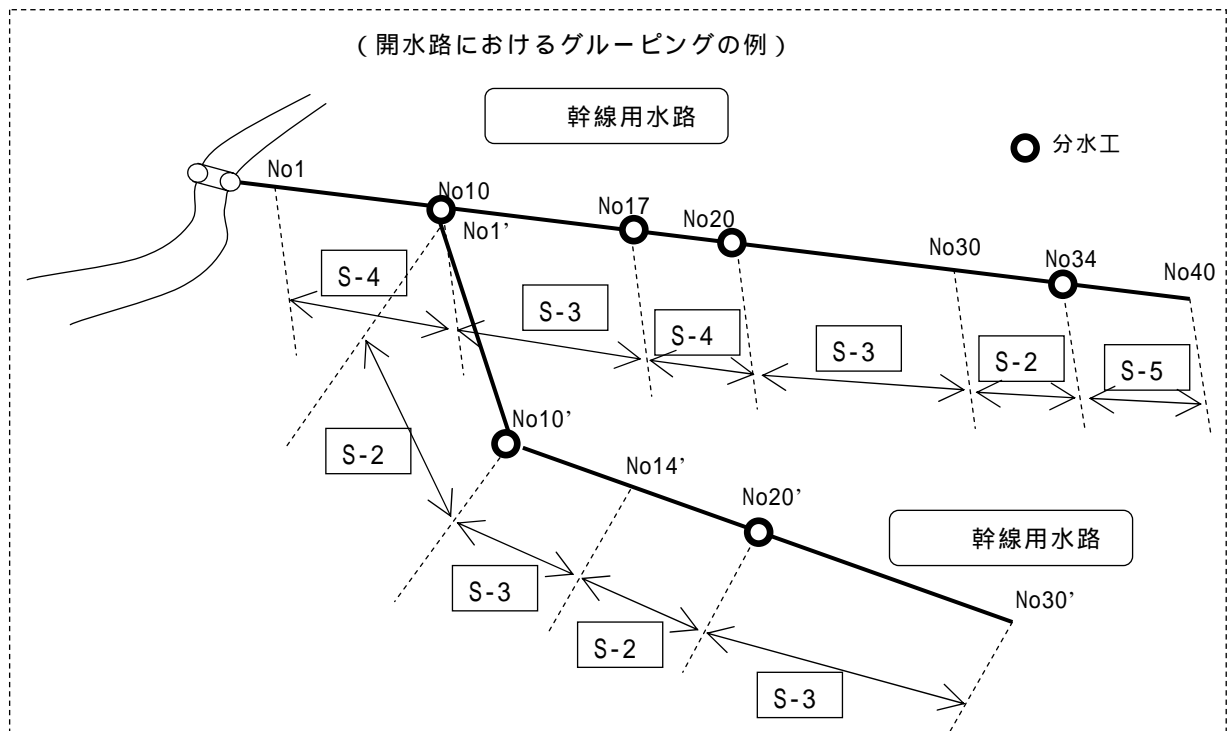 (開水路におけるグルーピングの例)
幹線用水路
分水工
No1
No10
No1’
No17
No20
No30
No34
No40
S-4
S-3
S-4
S-3
S-2
S-5
No10’
S-2
No14’
No20’
幹線用水路
S-3
No30’
S-2
S-3